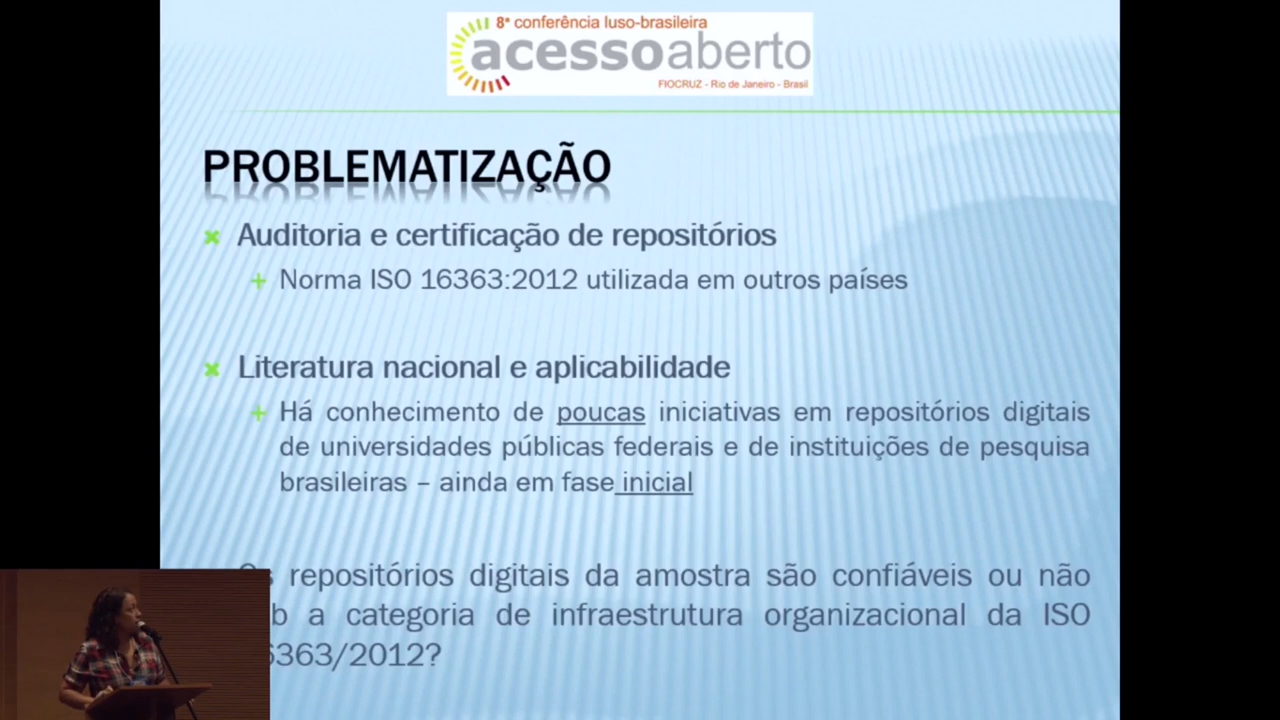 8ª conferência luso-brasileira
acessoaberto
FIOCRUZ - Rio de Janeiro - Brasil
PROBLEMATIZAÇÃO
Auditoria e certificação de repositórios
Norma ISO 16363:2012 utilizada em outros países
Literatura nacional e aplicabilidade
Há conhecimento de poucas iniciativas em repositórios digitais
de universidades públicas federais e de instituições de pesquisa
brasileiras – ainda em fase inicial
repositórios digitais da amostra são confiáveis ou não
a categoria de infraestrutura organizacional da ISO
6363/2012?